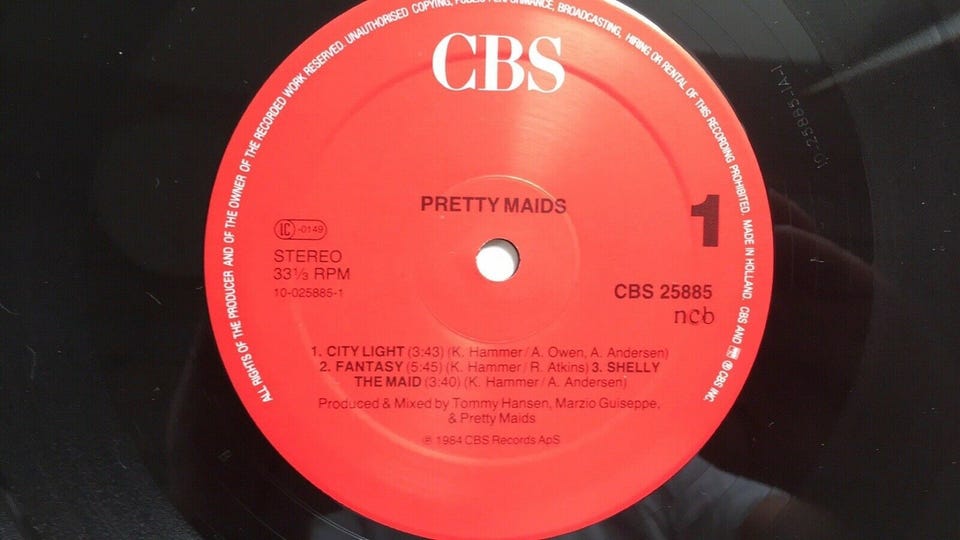 ALL RIGHTS OF THE PRODUCER AND OF THE OWNER OF THE RECORDED WORK RESERVED. UNAUTHORISED COPYING, PUBLIC PERFORMANCE, BROADCASTING, HIRING OR RENTAL OF THIS RECORDING PROHIBITED. MADE IN HOLLAND. CBS AND ℗ CBS INC.
CBS
PRETTY MAIDS
1
LC -0149
STEREO
33⅓ RPM
10-025885-1
CBS 25885
ncb
1. CITY LIGHT (3:43) (K. Hammer/A. Owen, A. Andersen)
2. FANTASY (5:45) (K. Hammer/R. Atkins) 3. SHELLY
THE MAID (3:40) (K. Hammer/A. Andersen)
Produced & Mixed by Tommy Hansen, Marzio Guiseppe,
& Pretty Maids
℗ 1984 CBS Records ApS